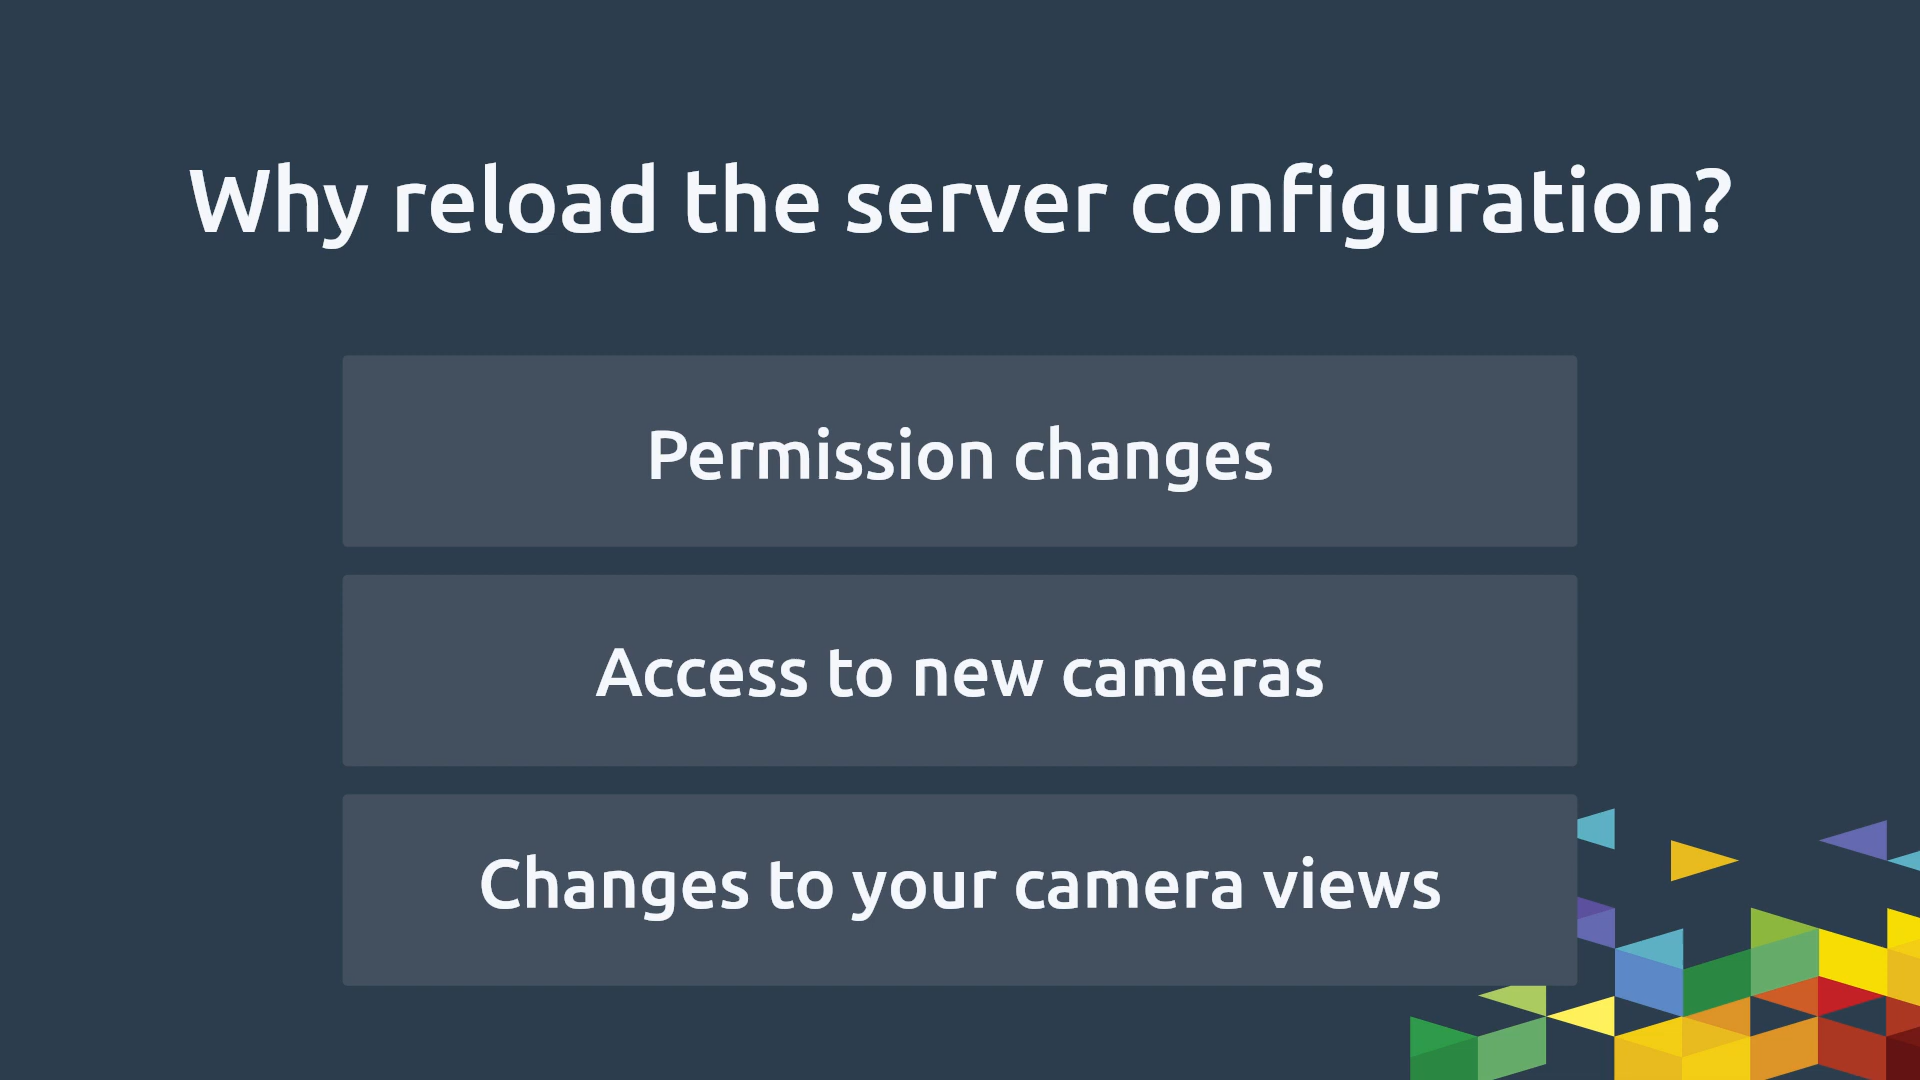 Why reload the server configuration?
Permission changes
Access to new cameras
Changes to your camera views